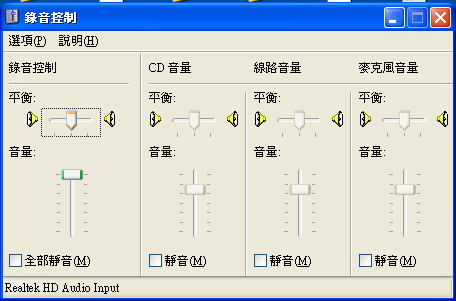 錄音控制
選項(P) 說明(H)
錄音控制 CD 音量 線路音量 麥克風音量
平衡: 平衡: 平衡: 平衡:
音量: 音量: 音量: 音量:
全部靜音(M) 靜音(M) 靜音(M) 靜音(M)
Realtek HD Audio Input